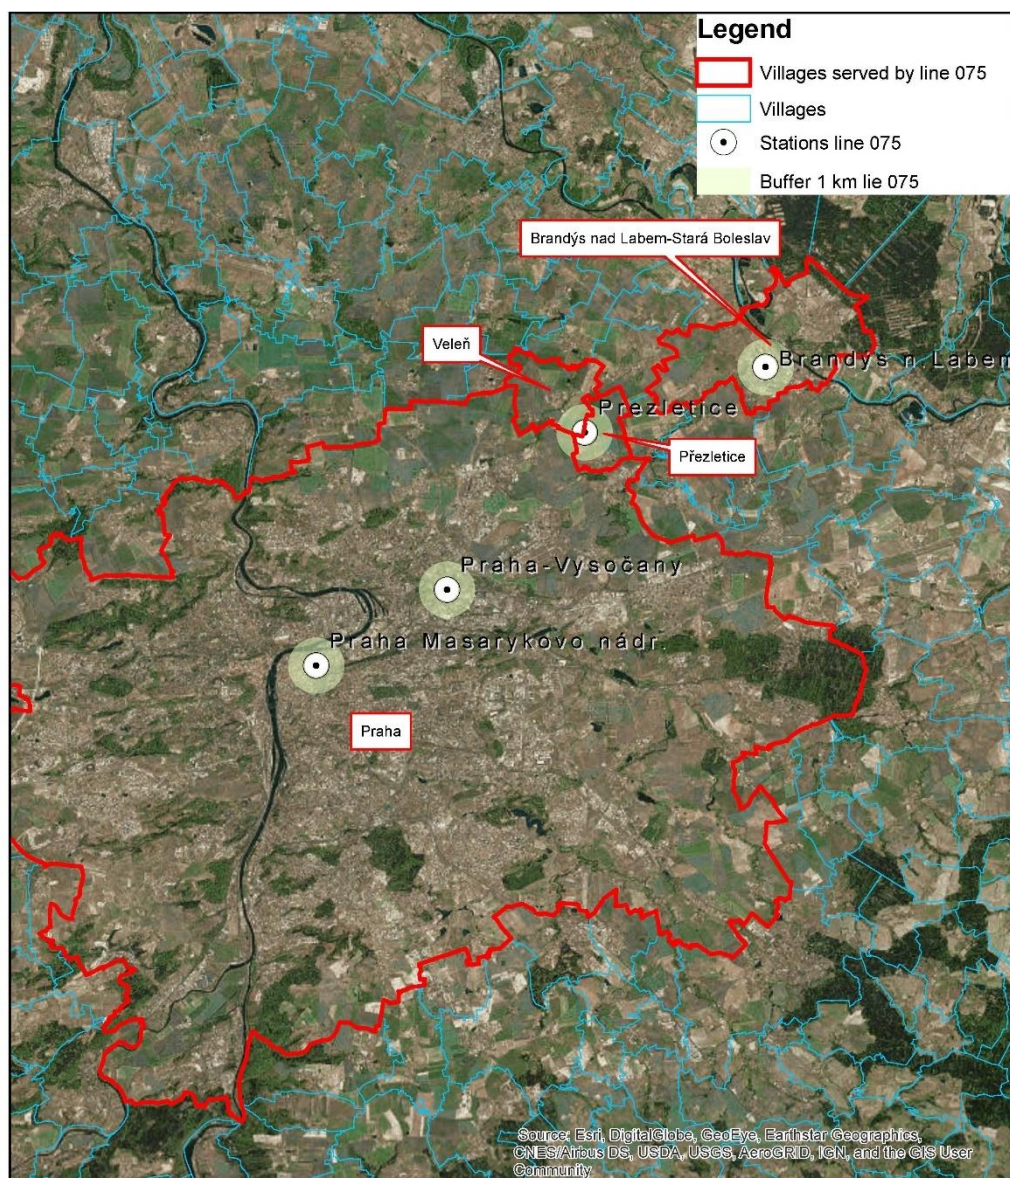 Legend
Villages served by line 075
Villages
Stations line 075
Buffer 1 km lie 075
Brandýs nad Labem-Stará Boleslav
Veleň
Brandýs n.Labem
Prezletice
Přezletice
Praha-Vysočany
Praha Masarykovo nádr.
Praha
Source: Esri, DigitalGlobe, GeoEye, Earthstar Geographics,
CNES/Airbus DS, USDA, USGS, AeroGRID, IGN, and the GIS User
Community